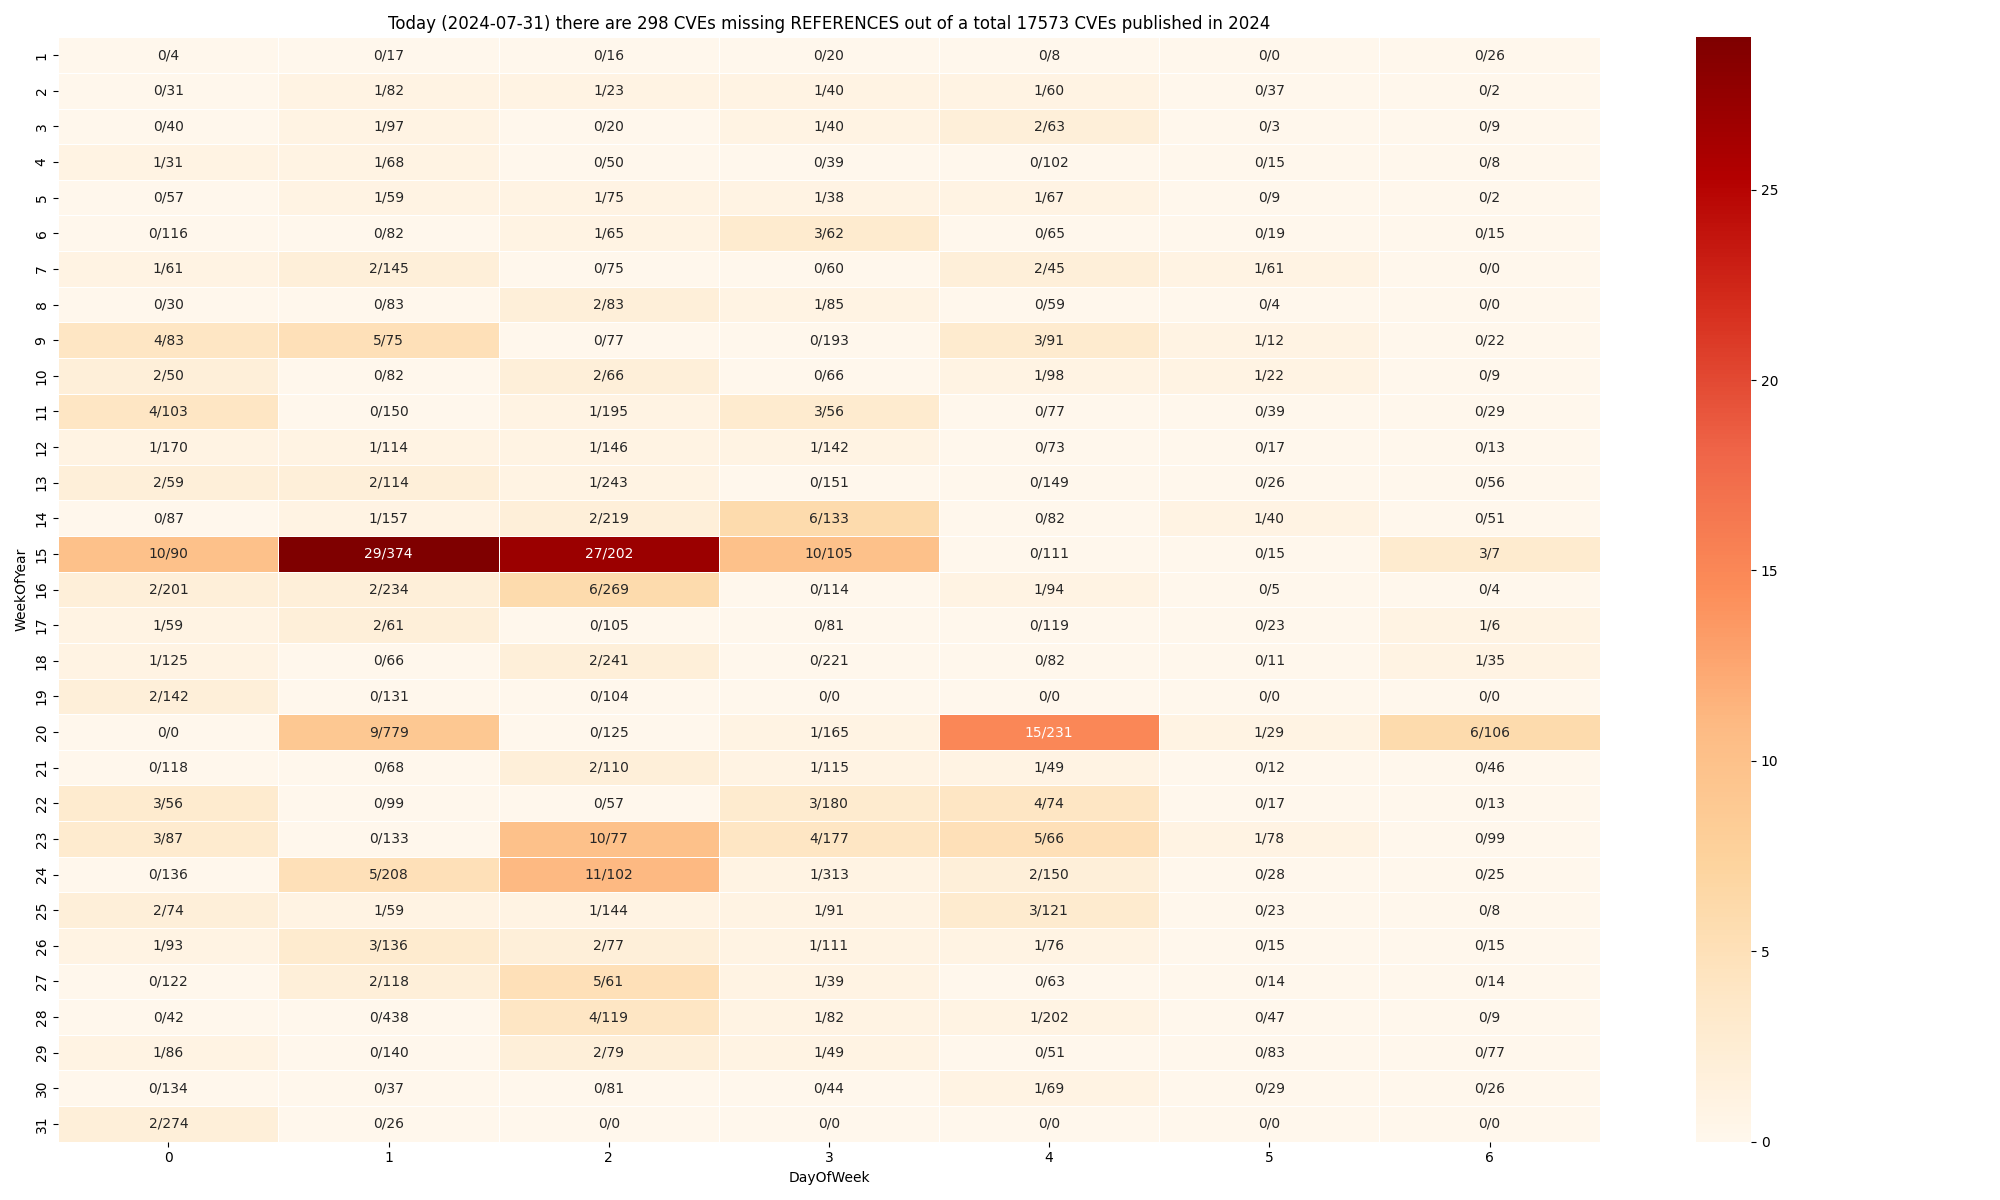 Today (2024-07-31) there are 298 CVEs missing REFERENCES out of a total 17573 CVEs published in 2024
WeekOfYear
1 0/4 0/17 0/16 0/20 0/8 0/0 0/26
2 0/31 1/82 1/23 1/40 1/60 0/37 0/2
3 0/40 1/97 0/20 1/40 2/63 0/3 0/9
4 1/31 1/68 0/50 0/39 0/102 0/15 0/8
5 0/57 1/59 1/75 1/38 1/67 0/9 0/2
6 0/116 0/82 1/65 3/62 0/65 0/19 0/15
7 1/61 2/145 0/75 0/60 2/45 1/61 0/0
8 0/30 0/83 2/83 1/85 0/59 0/4 0/0
9 4/83 5/75 0/77 0/193 3/91 1/12 0/22
10 2/50 0/82 2/66 0/66 1/98 1/22 0/9
11 4/103 0/150 1/195 3/56 0/77 0/39 0/29
12 1/170 1/114 1/146 1/142 0/73 0/17 0/13
13 2/59 2/114 1/243 0/151 0/149 0/26 0/56
14 0/87 1/157 2/219 6/133 0/82 1/40 0/51
15 10/90 29/374 27/202 10/105 0/111 0/15 3/7
16 2/201 2/234 6/269 0/114 1/94 0/5 0/4
17 1/59 2/61 0/105 0/81 0/119 0/23 1/6
18 1/125 0/66 2/241 0/221 0/82 0/11 1/35
19 2/142 0/131 0/104 0/0 0/0 0/0 0/0
20 0/0 9/779 0/125 1/165 15/231 1/29 6/106
21 0/118 0/68 2/110 1/115 1/49 0/12 0/46
22 3/56 0/99 0/57 3/180 4/74 0/17 0/13
23 3/87 0/133 10/77 4/177 5/66 1/78 0/99
24 0/136 5/208 11/102 1/313 2/150 0/28 0/25
25 2/74 1/59 1/144 1/91 3/121 0/23 0/8
26 1/93 3/136 2/77 1/111 1/76 0/15 0/15
27 0/122 2/118 5/61 1/39 0/63 0/14 0/14
28 0/42 0/438 4/119 1/82 1/202 0/47 0/9
29 1/86 0/140 2/79 1/49 0/51 0/83 0/77
30 0/134 0/37 0/81 0/44 1/69 0/29 0/26
31 2/274 0/26 0/0 0/0 0/0 0/0 0/0
0 1 2 3 4 5 6
DayOfWeek
25
20
15
10
5
0